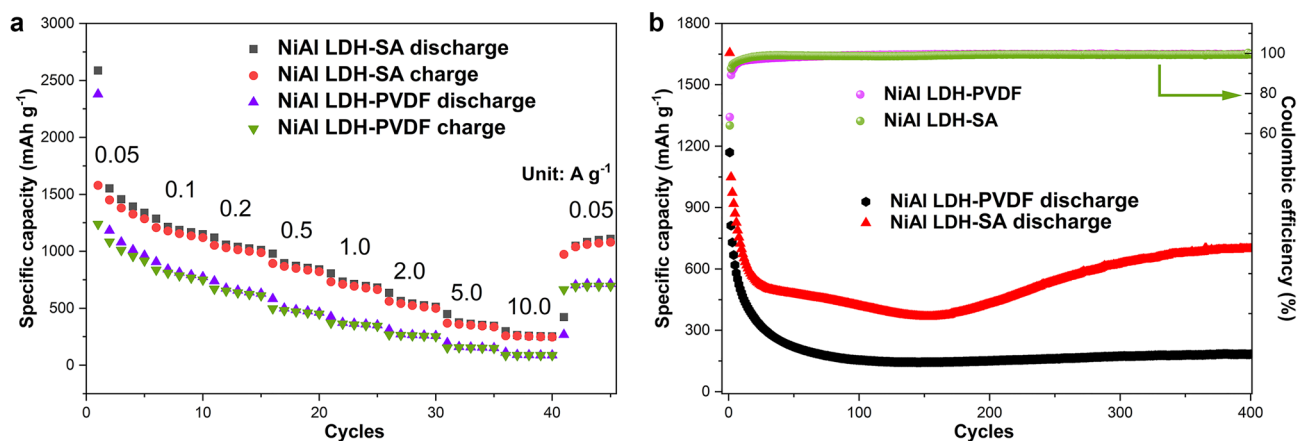 a
3000
2500
2000
1500
1000
500
0
Specific capacity (mAh g⁻¹)
NiAl LDH-SA discharge
NiAl LDH-SA charge
NiAl LDH-PVDF discharge
NiAl LDH-PVDF charge
Unit: A g⁻¹
0.05
0.1
0.2
0.5
1.0
2.0
5.0
10.0
0.05
0
10
20
30
40
Cycles
b
1800
1500
1200
900
600
300
0
Specific capacity (mAh g⁻¹)
NiAl LDH-PVDF
NiAl LDH-SA
NiAl LDH-PVDF discharge
NiAl LDH-SA discharge
100
80
60
Coulombic efficiency (%)
0
100
200
300
400
Cycles